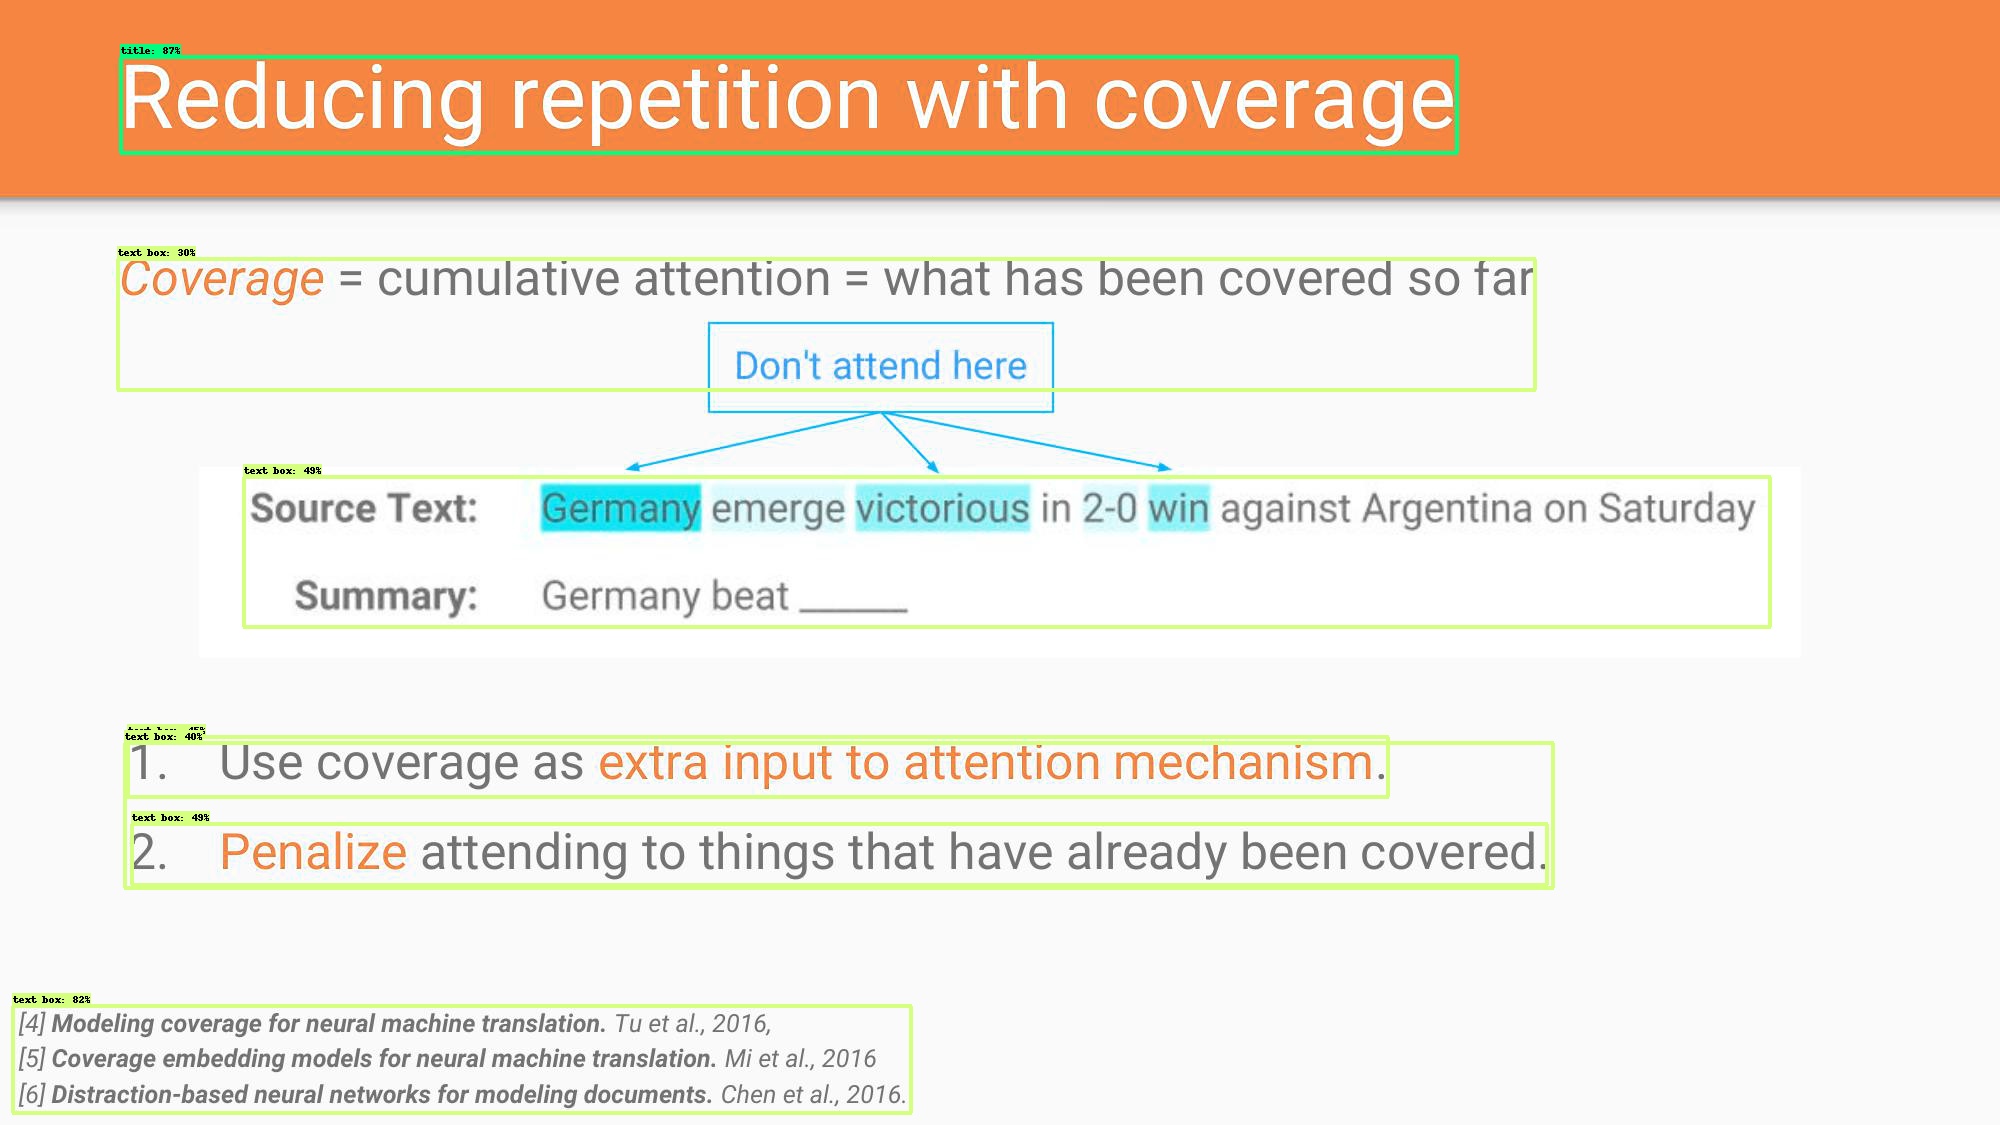 title: 87%
Reducing repetition with coverage
text box: 30%
Coverage = cumulative attention = what has been covered so far
Don't attend here
text box: 49%
Source Text: Germany emerge victorious in 2-0 win against Argentina on Saturday
Summary: Germany beat ______
text box: 40%
1. Use coverage as extra input to attention mechanism.
text box: 49%
2. Penalize attending to things that have already been covered.
text box: 82%
[4] Modeling coverage for neural machine translation. Tu et al., 2016,
[5] Coverage embedding models for neural machine translation. Mi et al., 2016
[6] Distraction-based neural networks for modeling documents. Chen et al., 2016.